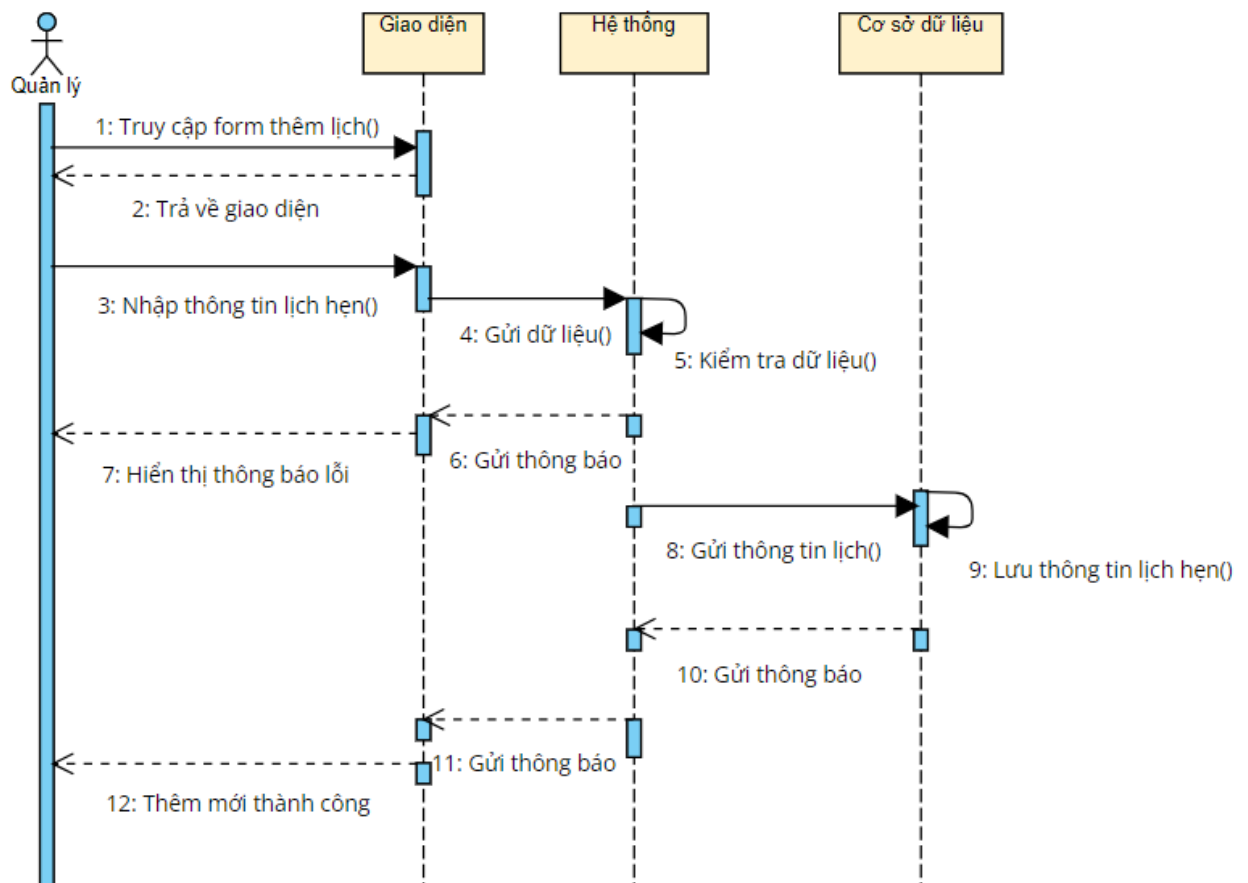 Giao diện
Hệ thống
Cơ sở dữ liệu
Quản lý
1: Truy cập form thêm lịch()
2: Trả về giao diện
3: Nhập thông tin lịch hẹn()
4: Gửi dữ liệu()
5: Kiểm tra dữ liệu()
6: Gửi thông báo
7: Hiển thị thông báo lỗi
8: Gửi thông tin lịch()
9: Lưu thông tin lịch hẹn()
10: Gửi thông báo
11: Gửi thông báo
12: Thêm mới thành công